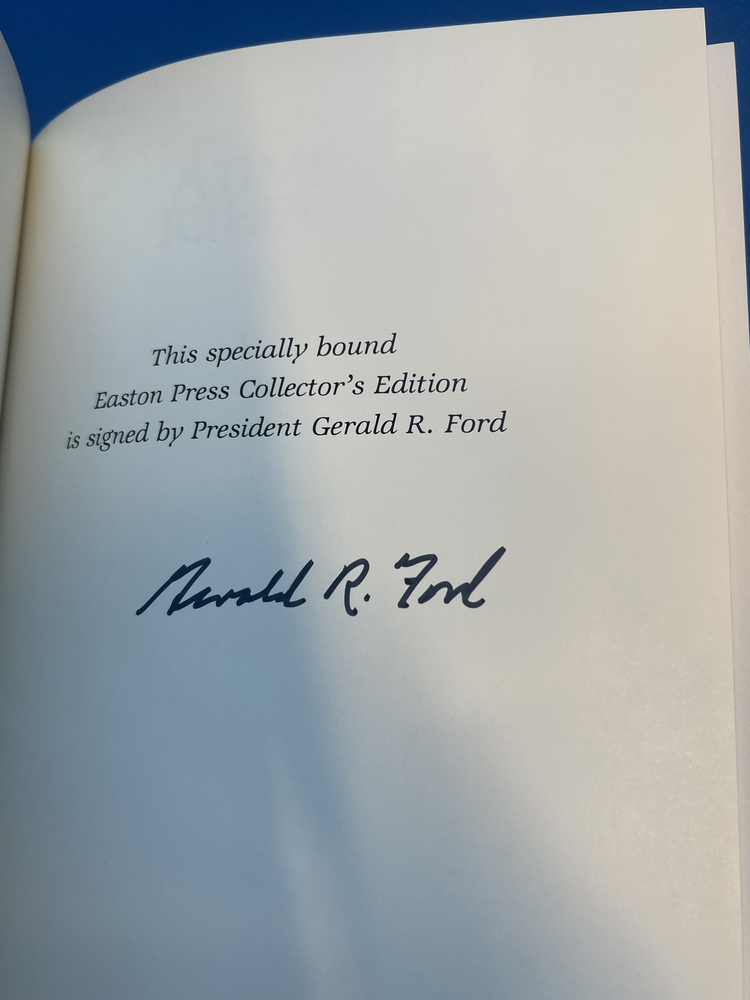 This specially bound
Easton Press Collector’s Edition
is signed by President Gerald R. Ford
Gerald R. Ford